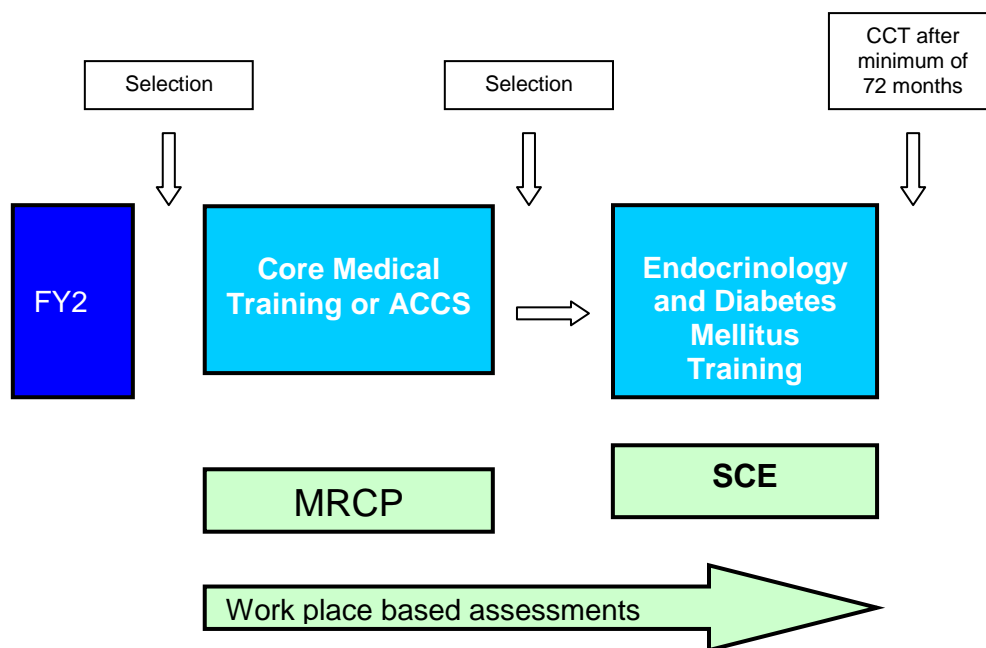 Selection
Selection
CCT after
minimum of
72 months
FY2
Core Medical
Training or ACCS
Endocrinology
and Diabetes
Mellitus
Training
MRCP
SCE
Work place based assessments